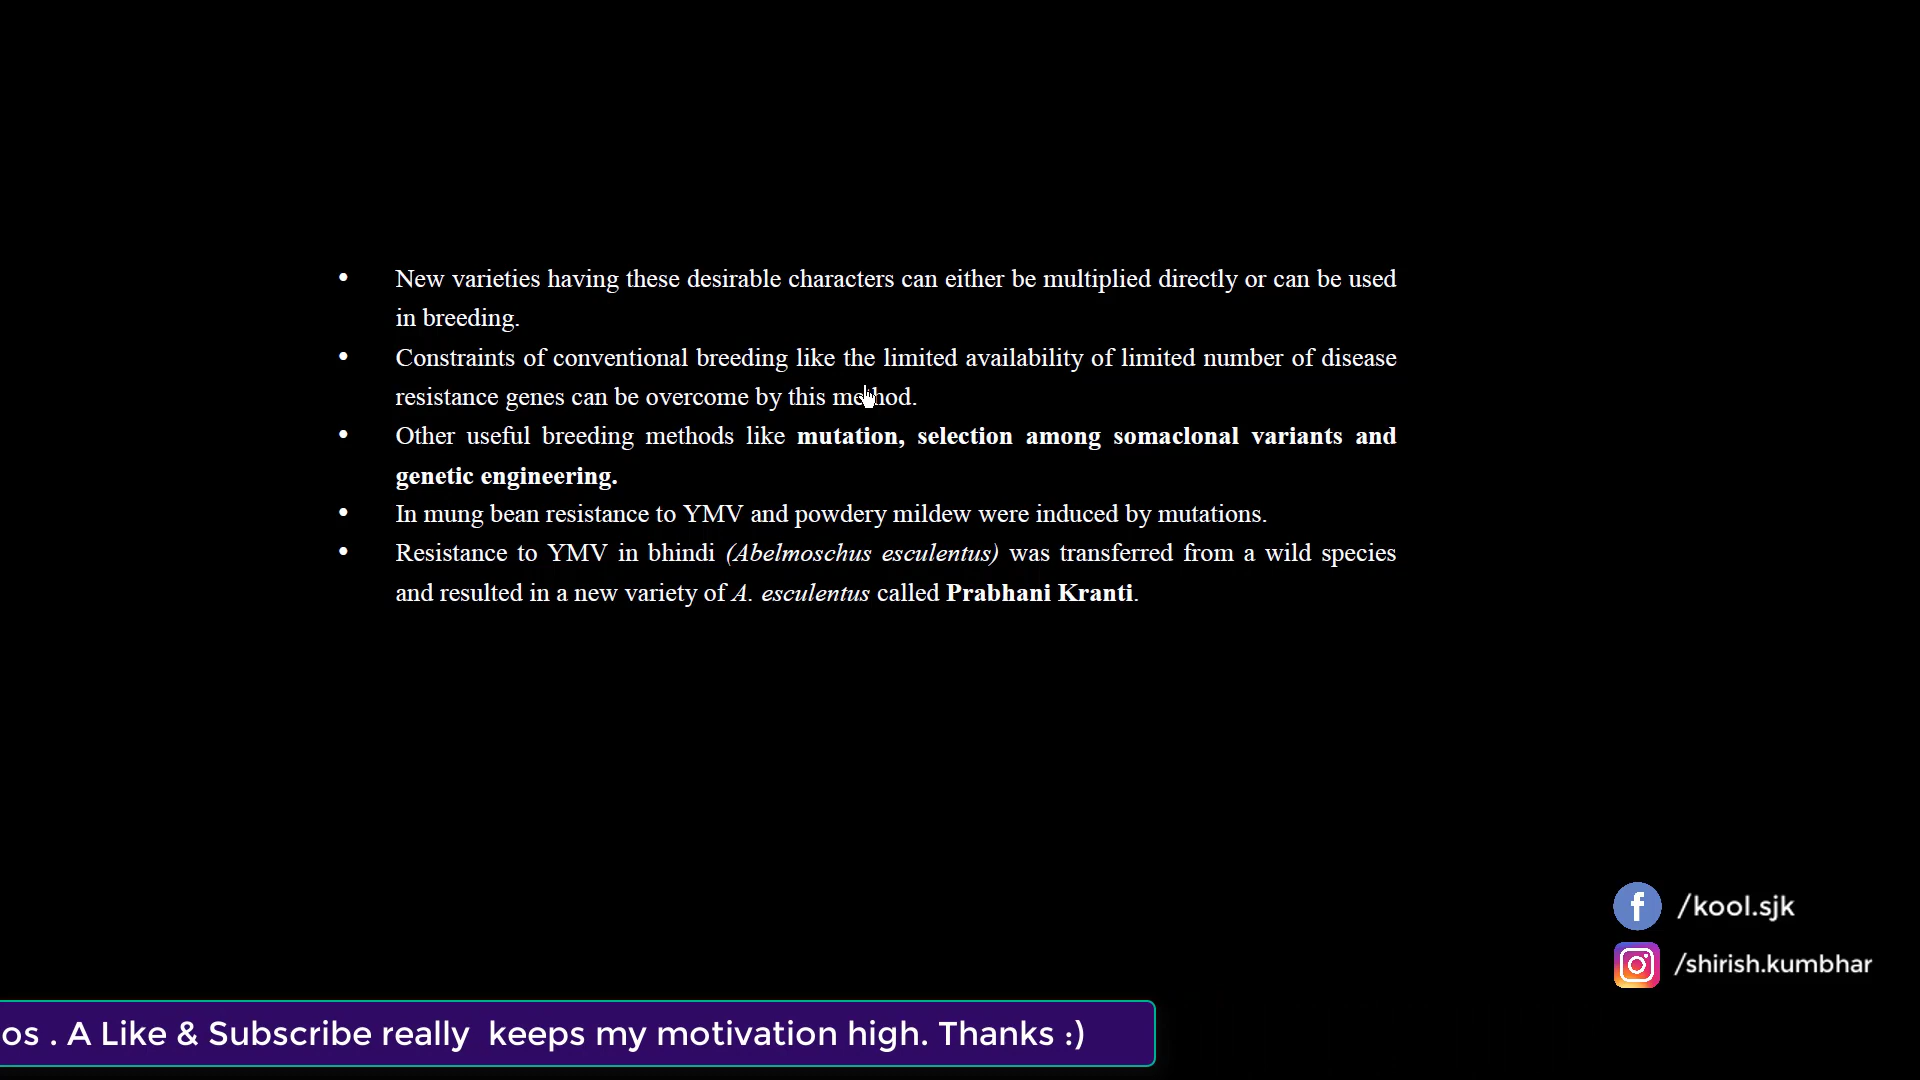 • New varieties having these desirable characters can either be multiplied directly or can be used
in breeding.
• Constraints of conventional breeding like the limited availability of limited number of disease
resistance genes can be overcome by this method.
• Other useful breeding methods like mutation, selection among somaclonal variants and
genetic engineering.
• In mung bean resistance to YMV and powdery mildew were induced by mutations.
• Resistance to YMV in bhindi (Abelmoschus esculentus) was transferred from a wild species
and resulted in a new variety of A. esculentus called Prabhani Kranti.
/kool.sjk
/shirish.kumbhar
os . A Like & Subscribe really keeps my motivation high. Thanks :)